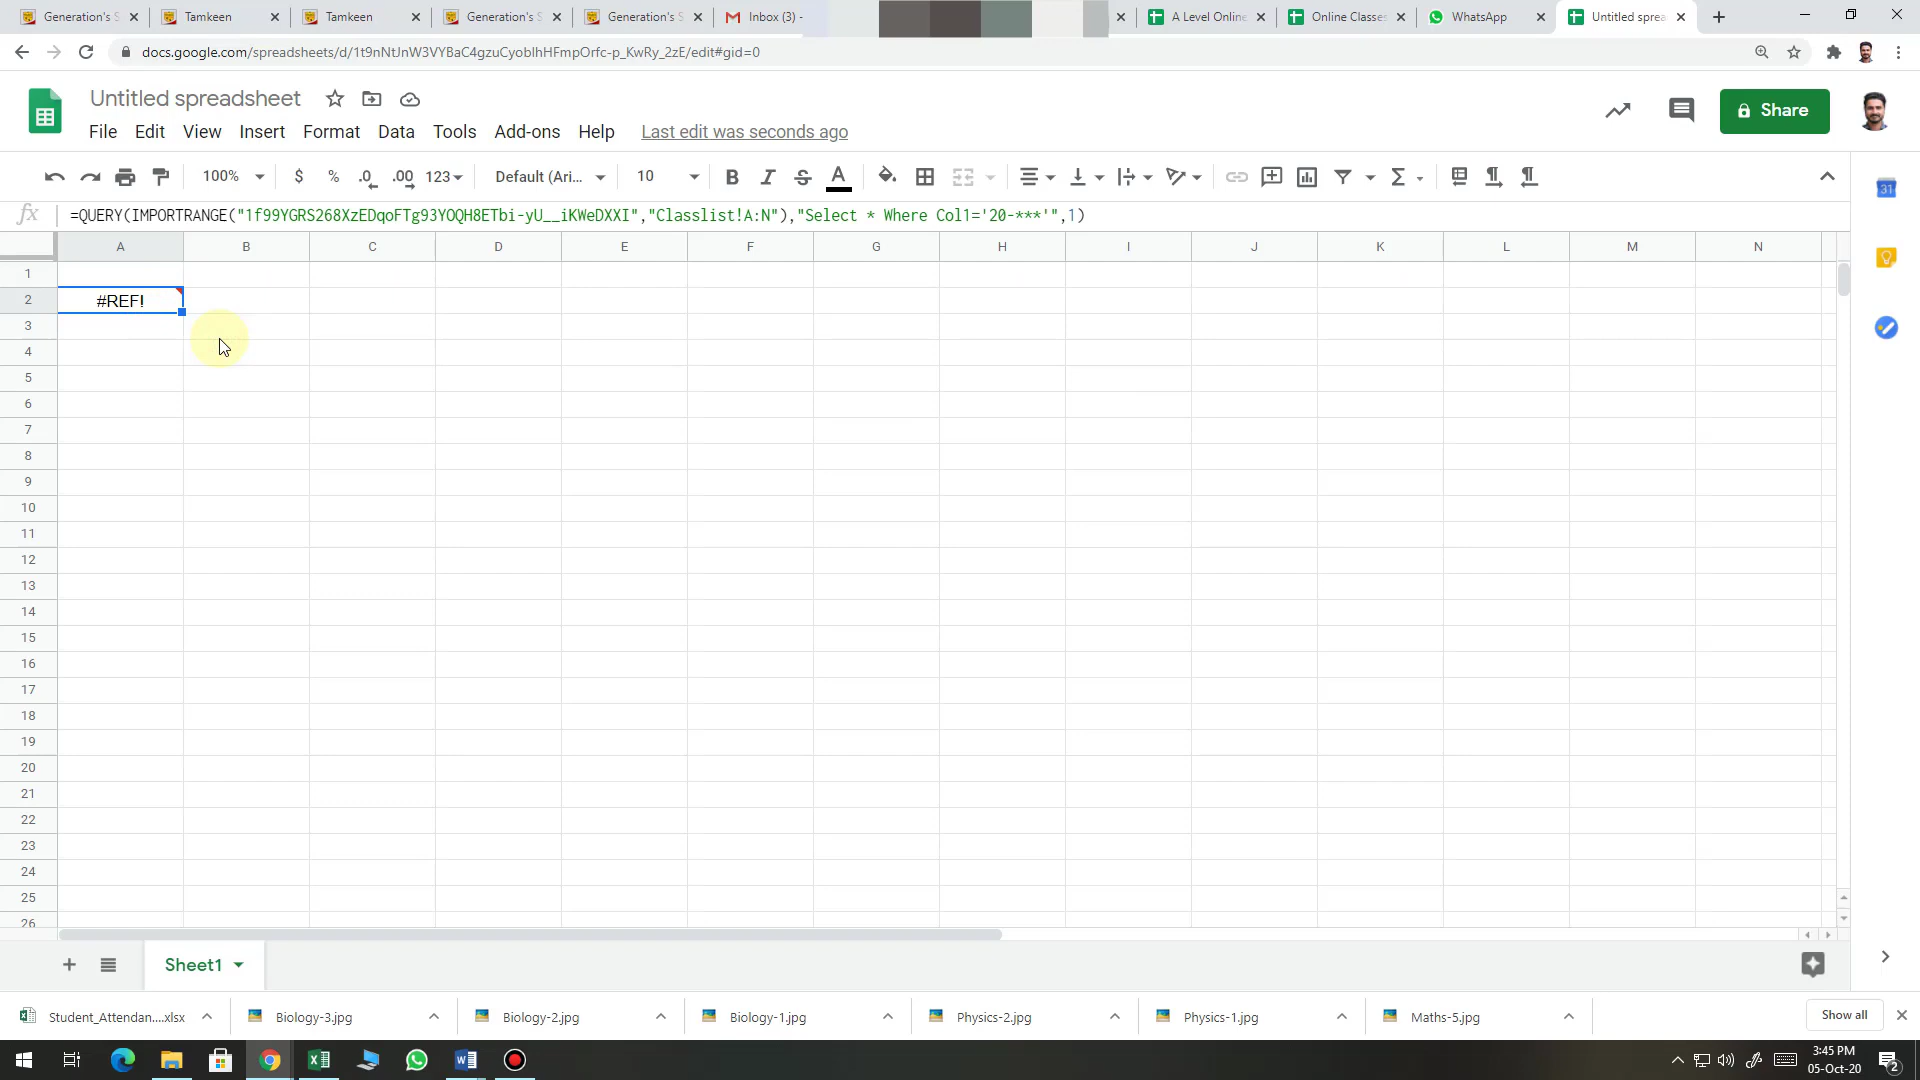 Generation's S
Tamkeen
Tamkeen
Generation's S
Generation's S
Inbox (3) -
A Level Online
Online Classes
WhatsApp
Untitled sprea
docs.google.com/spreadsheets/d/1t9nNtJnW3VYBaC4gzuCyobIhHFmpOrfc-p_KwRy_2zE/edit#gid=0
Untitled spreadsheet
File Edit View Insert Format Data Tools Add-ons Help Last edit was seconds ago
Share
100% $ % .0 .00 123 Default (Ari... 10 B I S A
31
fx =QUERY(IMPORTRANGE("1f99YGRS268XzEDqoFTg93YOQH8ETbi-yU__iKWeDXXI","Classlist!A:N"),"Select * Where Col1='20-***'",1)
A B C D E F G H I J K L M N
1
2 #REF!
3
4
5
6
7
8
9
10
11
12
13
14
15
16
17
18
19
20
21
22
23
24
25
26
Sheet1
Student_Attendan....xlsx
Biology-3.jpg
Biology-2.jpg
Biology-1.jpg
Physics-2.jpg
Physics-1.jpg
Maths-5.jpg
Show all
3:45 PM
05-Oct-20
2